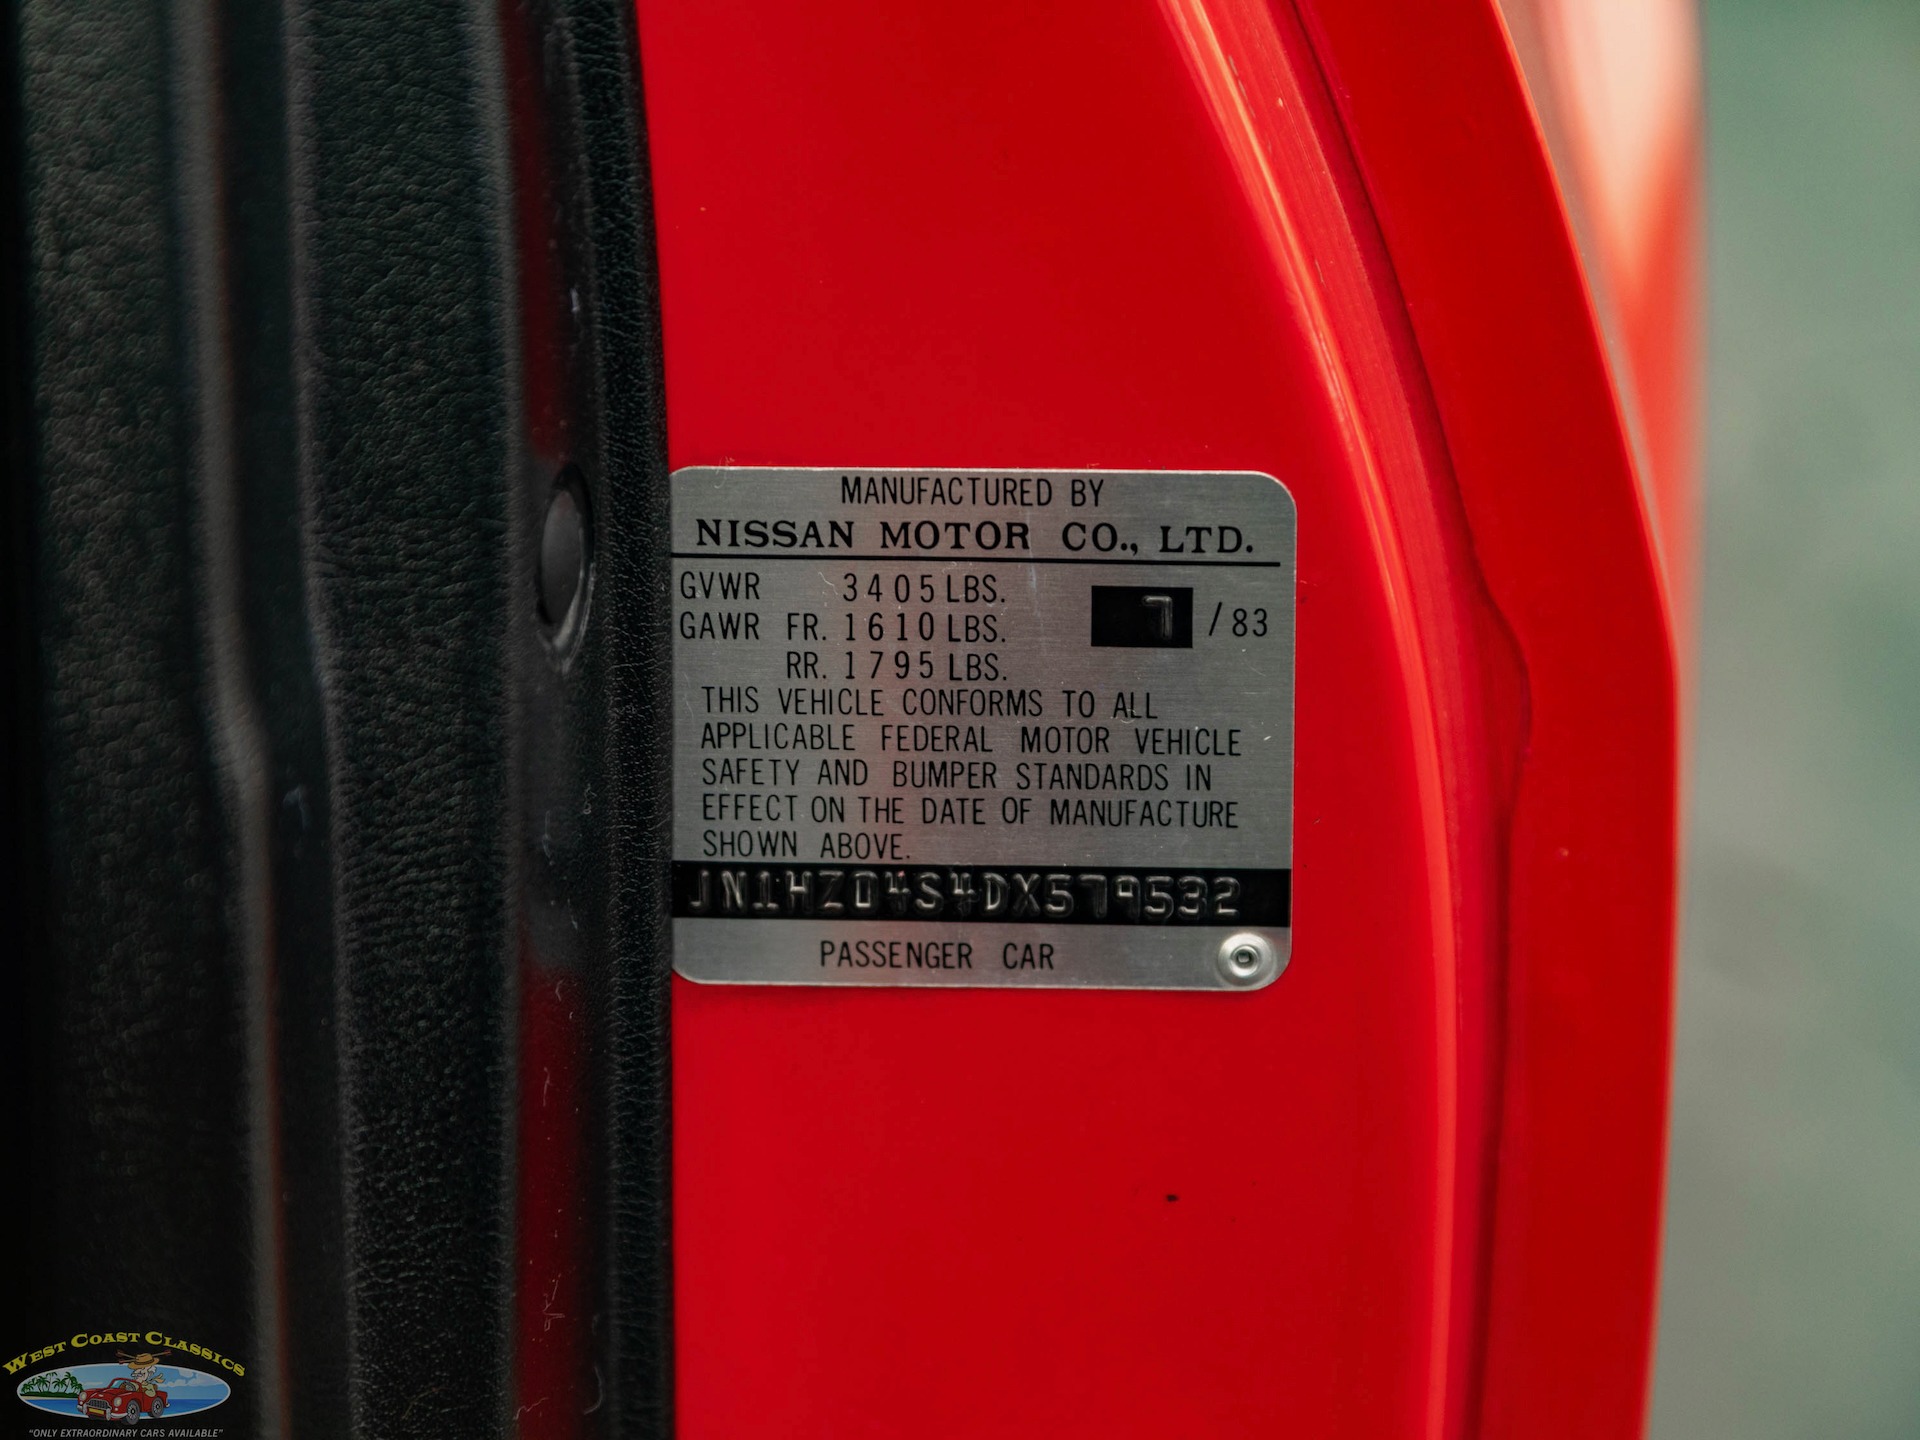 MANUFACTURED BY
NISSAN MOTOR CO., LTD.
GVWR 3405 LBS.
GAWR FR. 1610 LBS.
7 / 83
RR. 1795 LBS.
THIS VEHICLE CONFORMS TO ALL
APPLICABLE FEDERAL MOTOR VEHICLE
SAFETY AND BUMPER STANDARDS IN
EFFECT ON THE DATE OF MANUFACTURE
SHOWN ABOVE.
JN1HZ04S4DX579532
PASSENGER CAR
WEST COAST CLASSICS
"ONLY EXTRAORDINARY CARS AVAILABLE"